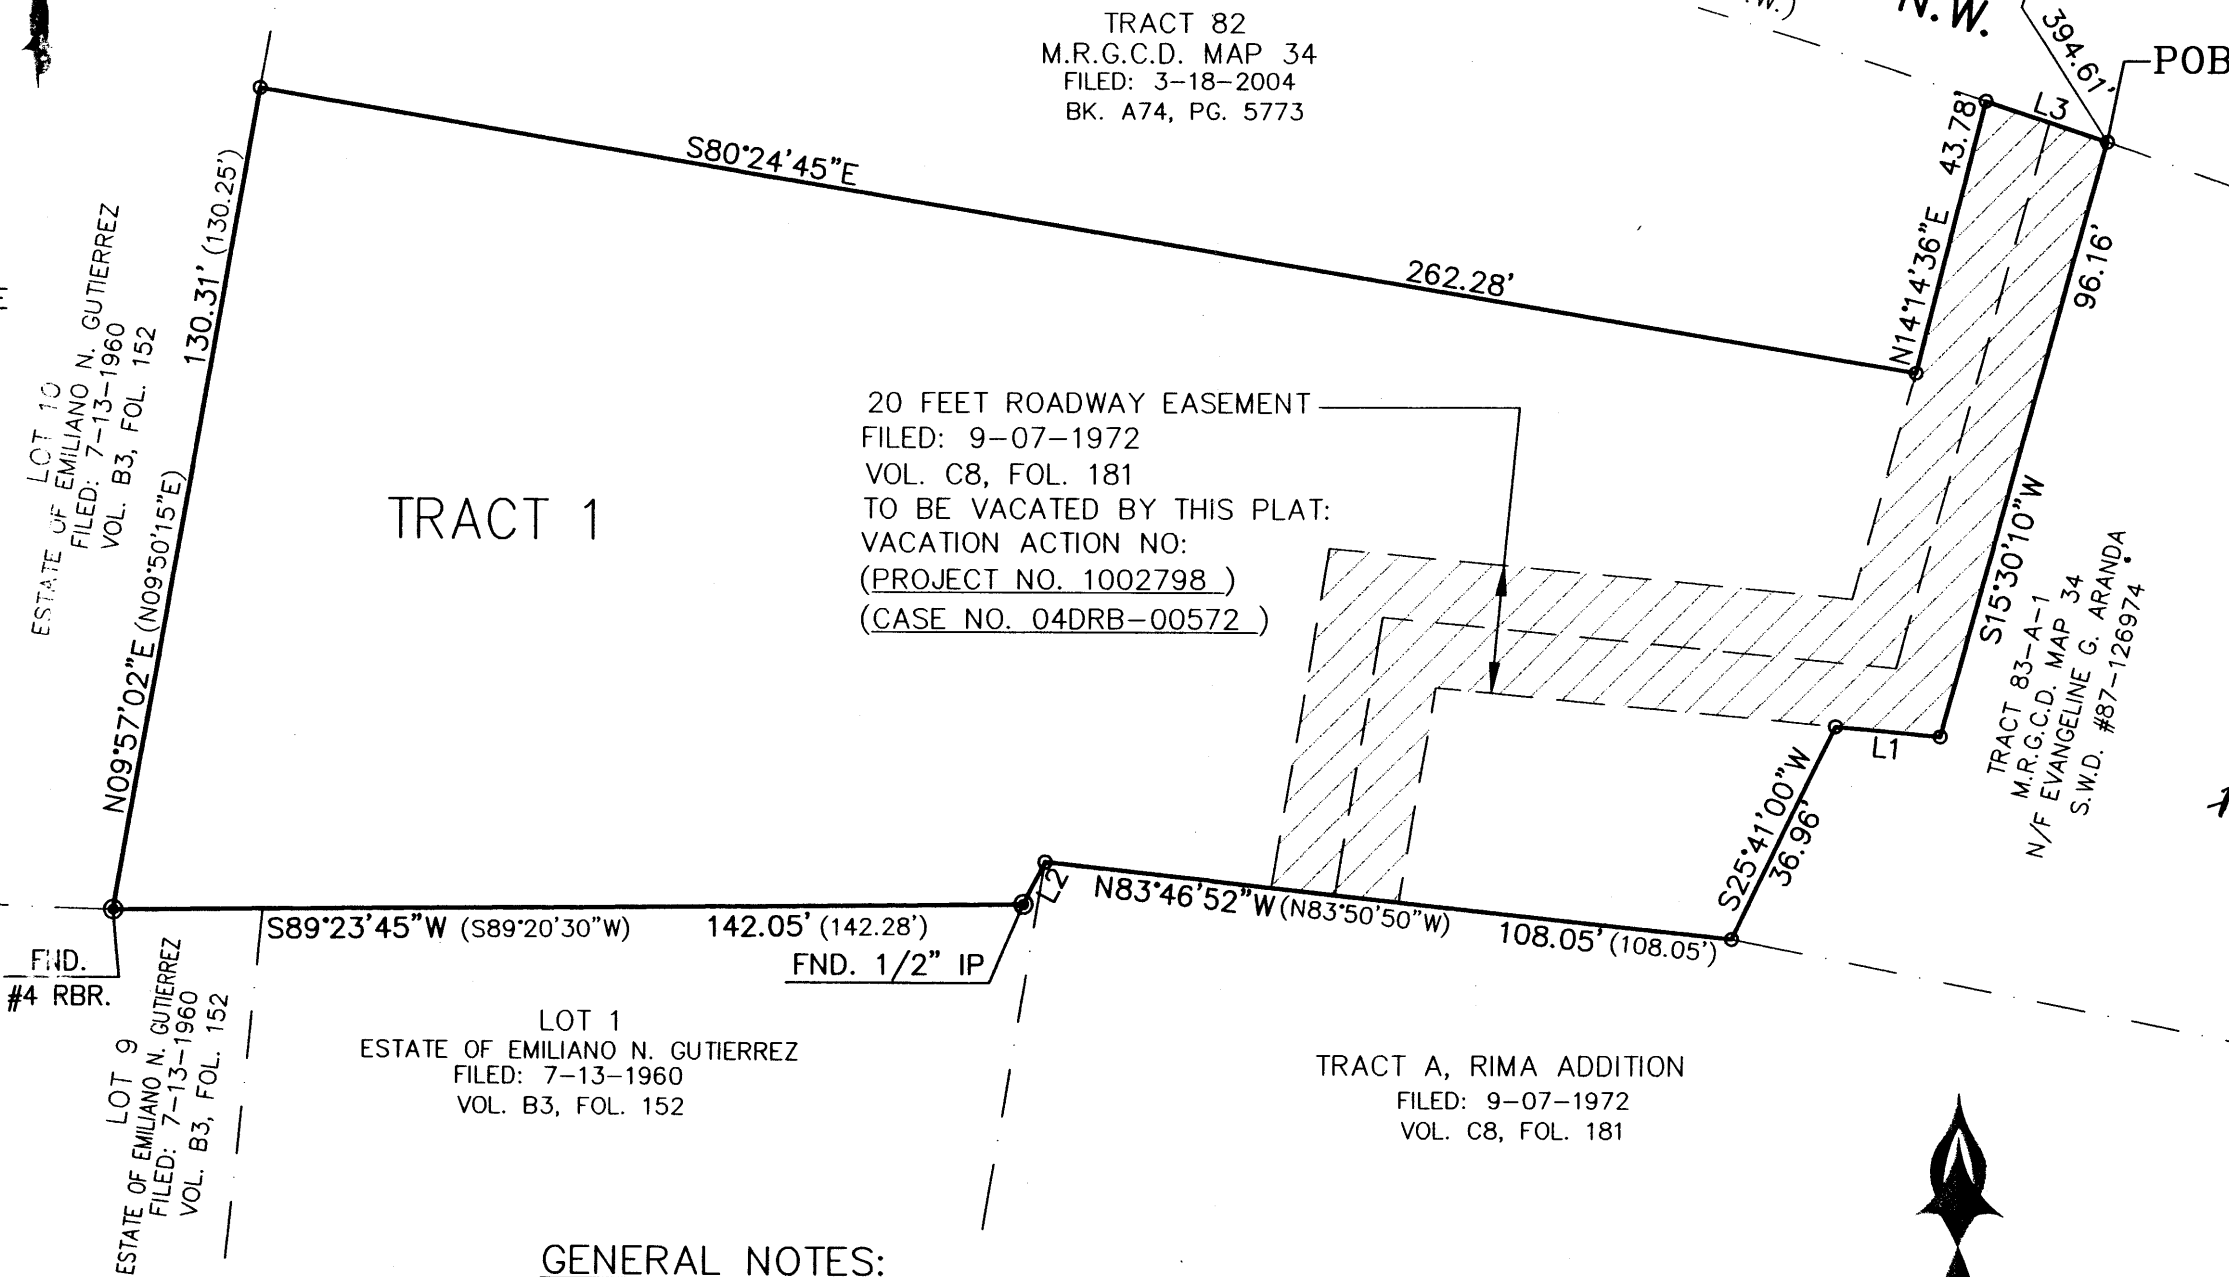 TRACT 82
M.R.G.C.D. MAP 34
FILED: 3-18-2004
BK. A74, PG. 5773
W.)
N.W.
394.61'
POB
L3
43.78'
N14°14'36"E
96.16'
S15°30'10"W
S80°24'45"E
262.28'
130.31' (130.25')
N09°57'02"E (N09°50'15"E)
LOT 10
ESTATE OF EMILIANO N. GUTIERREZ
FILED: 7-13-1960
VOL. B3, FOL. 152
TRACT 1
20 FEET ROADWAY EASEMENT
FILED: 9-07-1972
VOL. C8, FOL. 181
TO BE VACATED BY THIS PLAT:
VACATION ACTION NO:
(PROJECT NO. 1002798 )
(CASE NO. 04DRB-00572 )
TRACT 83-A-1
M.R.G.C.D. MAP 34
N/F EVANGELINE G. ARANDA
S.W.D. #87-126974
L1
S25°41'00"W
36.96'
L2
N83°46'52"W (N83°50'50"W)
108.05' (108.05')
S89°23'45"W (S89°20'30"W)
142.05' (142.28')
FND. 1/2" IP
FND.
#4 RBR.
LOT 9
ESTATE OF EMILIANO N. GUTIERREZ
FILED: 7-13-1960
VOL. B3, FOL. 152
LOT 1
ESTATE OF EMILIANO N. GUTIERREZ
FILED: 7-13-1960
VOL. B3, FOL. 152
TRACT A, RIMA ADDITION
FILED: 9-07-1972
VOL. C8, FOL. 181
GENERAL NOTES: